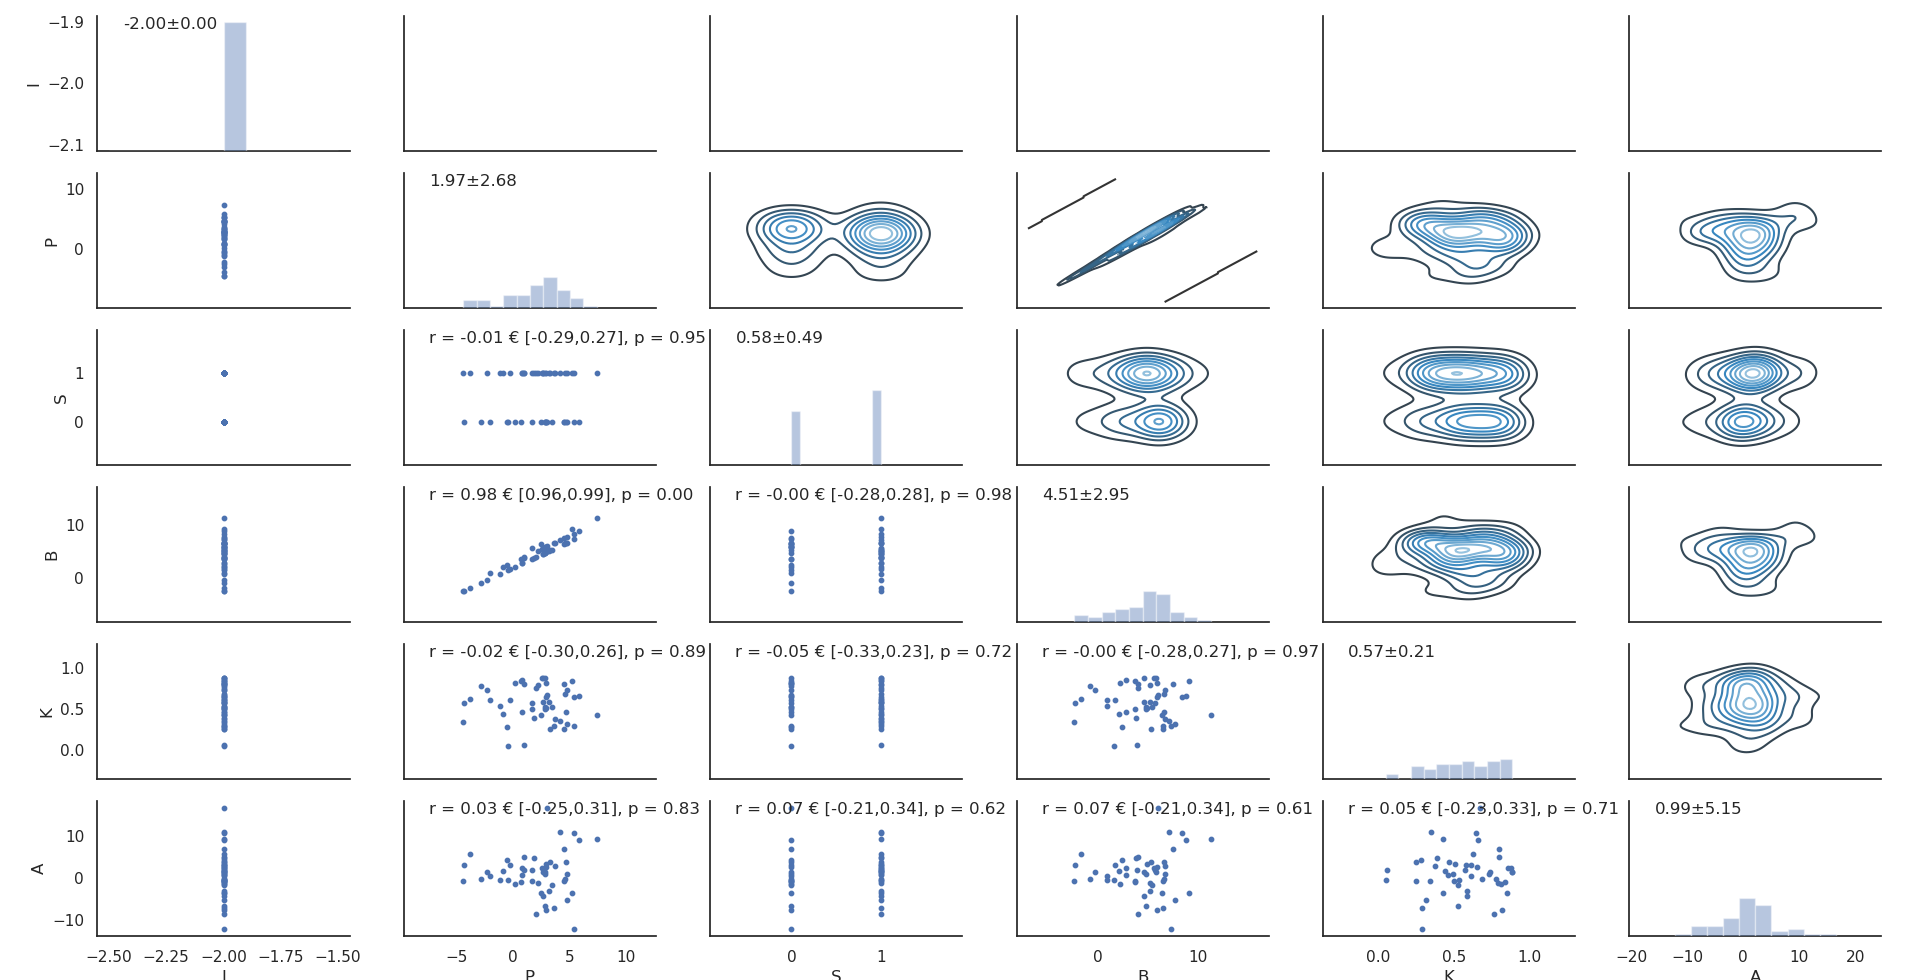 −1.9
-2.00±0.00
I
−2.0
−2.1
10
1.97±2.68
P
0
r = -0.01 € [-0.29,0.27], p = 0.95
0.58±0.49
1
S
0
r = 0.98 € [0.96,0.99], p = 0.00
r = -0.00 € [-0.28,0.28], p = 0.98
4.51±2.95
10
B
0
r = -0.02 € [-0.30,0.26], p = 0.89
r = -0.05 € [-0.33,0.23], p = 0.72
r = -0.00 € [-0.28,0.27], p = 0.97
0.57±0.21
1.0
K
0.5
0.0
r = 0.03 € [-0.25,0.31], p = 0.83
r = 0.07 € [-0.21,0.34], p = 0.62
r = 0.07 € [-0.21,0.34], p = 0.61
r = 0.05 € [-0.23,0.33], p = 0.71
0.99±5.15
10
A
0
−10
−2.50 −2.25 −2.00 −1.75 −1.50
−5 0 5 10
0 1
0 10
0.0 0.5 1.0
−20 −10 0 10 20
I
P
S
B
K
A